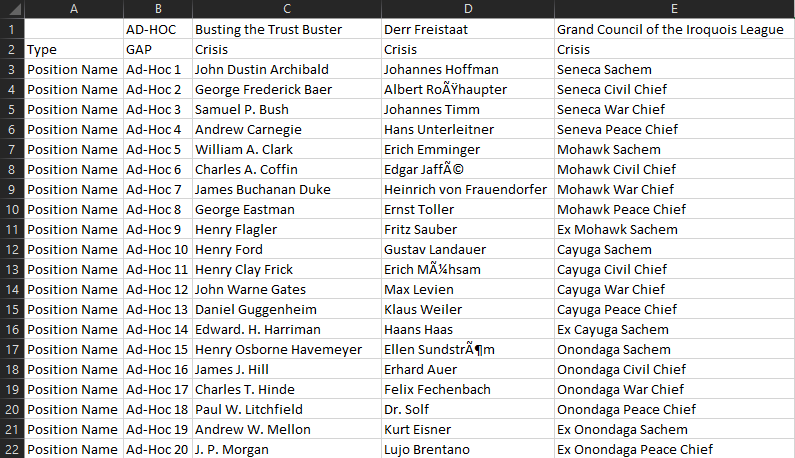 A B C D E
1 AD-HOC Busting the Trust Buster Derr Freistaat Grand Council of the Iroquois League
2 Type GAP Crisis Crisis Crisis
3 Position Name Ad-Hoc 1 John Dustin Archibald Johannes Hoffman Seneca Sachem
4 Position Name Ad-Hoc 2 George Frederick Baer Albert RoÃŸhaupter Seneca Civil Chief
5 Position Name Ad-Hoc 3 Samuel P. Bush Johannes Timm Seneca War Chief
6 Position Name Ad-Hoc 4 Andrew Carnegie Hans Unterleitner Seneva Peace Chief
7 Position Name Ad-Hoc 5 William A. Clark Erich Emminger Mohawk Sachem
8 Position Name Ad-Hoc 6 Charles A. Coffin Edgar JaffÃ© Mohawk Civil Chief
9 Position Name Ad-Hoc 7 James Buchanan Duke Heinrich von Frauendorfer Mohawk War Chief
10 Position Name Ad-Hoc 8 George Eastman Ernst Toller Mohawk Peace Chief
11 Position Name Ad-Hoc 9 Henry Flagler Fritz Sauber Ex Mohawk Sachem
12 Position Name Ad-Hoc 10 Henry Ford Gustav Landauer Cayuga Sachem
13 Position Name Ad-Hoc 11 Henry Clay Frick Erich MÃ¼hsam Cayuga Civil Chief
14 Position Name Ad-Hoc 12 John Warne Gates Max Levien Cayuga War Chief
15 Position Name Ad-Hoc 13 Daniel Guggenheim Klaus Weiler Cayuga Peace Chief
16 Position Name Ad-Hoc 14 Edward. H. Harriman Haans Haas Ex Cayuga Sachem
17 Position Name Ad-Hoc 15 Henry Osborne Havemeyer Ellen SundstrÃ¶m Onondaga Sachem
18 Position Name Ad-Hoc 16 James J. Hill Erhard Auer Onondaga Civil Chief
19 Position Name Ad-Hoc 17 Charles T. Hinde Felix Fechenbach Onondaga War Chief
20 Position Name Ad-Hoc 18 Paul W. Litchfield Dr. Solf Onondaga Peace Chief
21 Position Name Ad-Hoc 19 Andrew W. Mellon Kurt Eisner Ex Onondaga Sachem
22 Position Name Ad-Hoc 20 J. P. Morgan Lujo Brentano Ex Onondaga Peace Chief